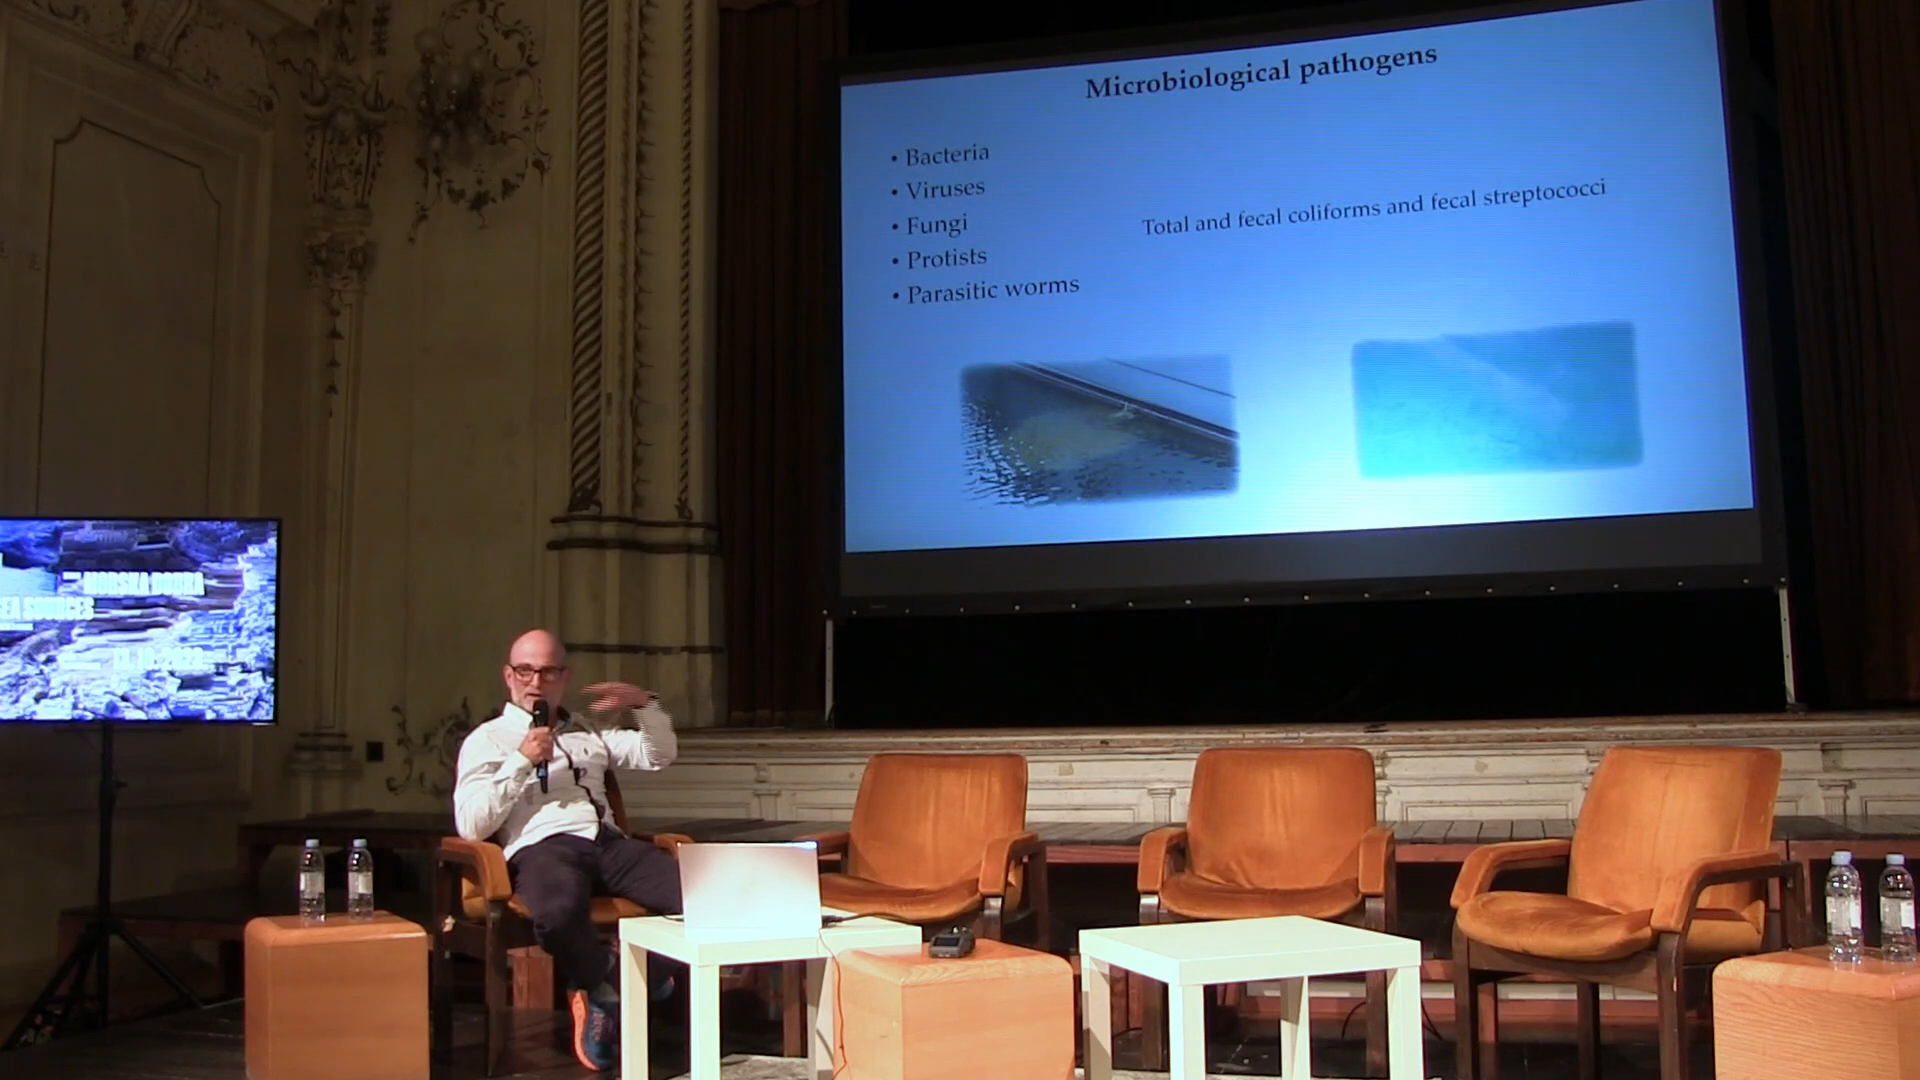 Microbiological pathogens
• Bacteria
• Viruses
• Fungi
• Protists
• Parasitic worms
Total and fecal coliforms and fecal streptococci
MORSKA DOBRA
SEA SOURCES